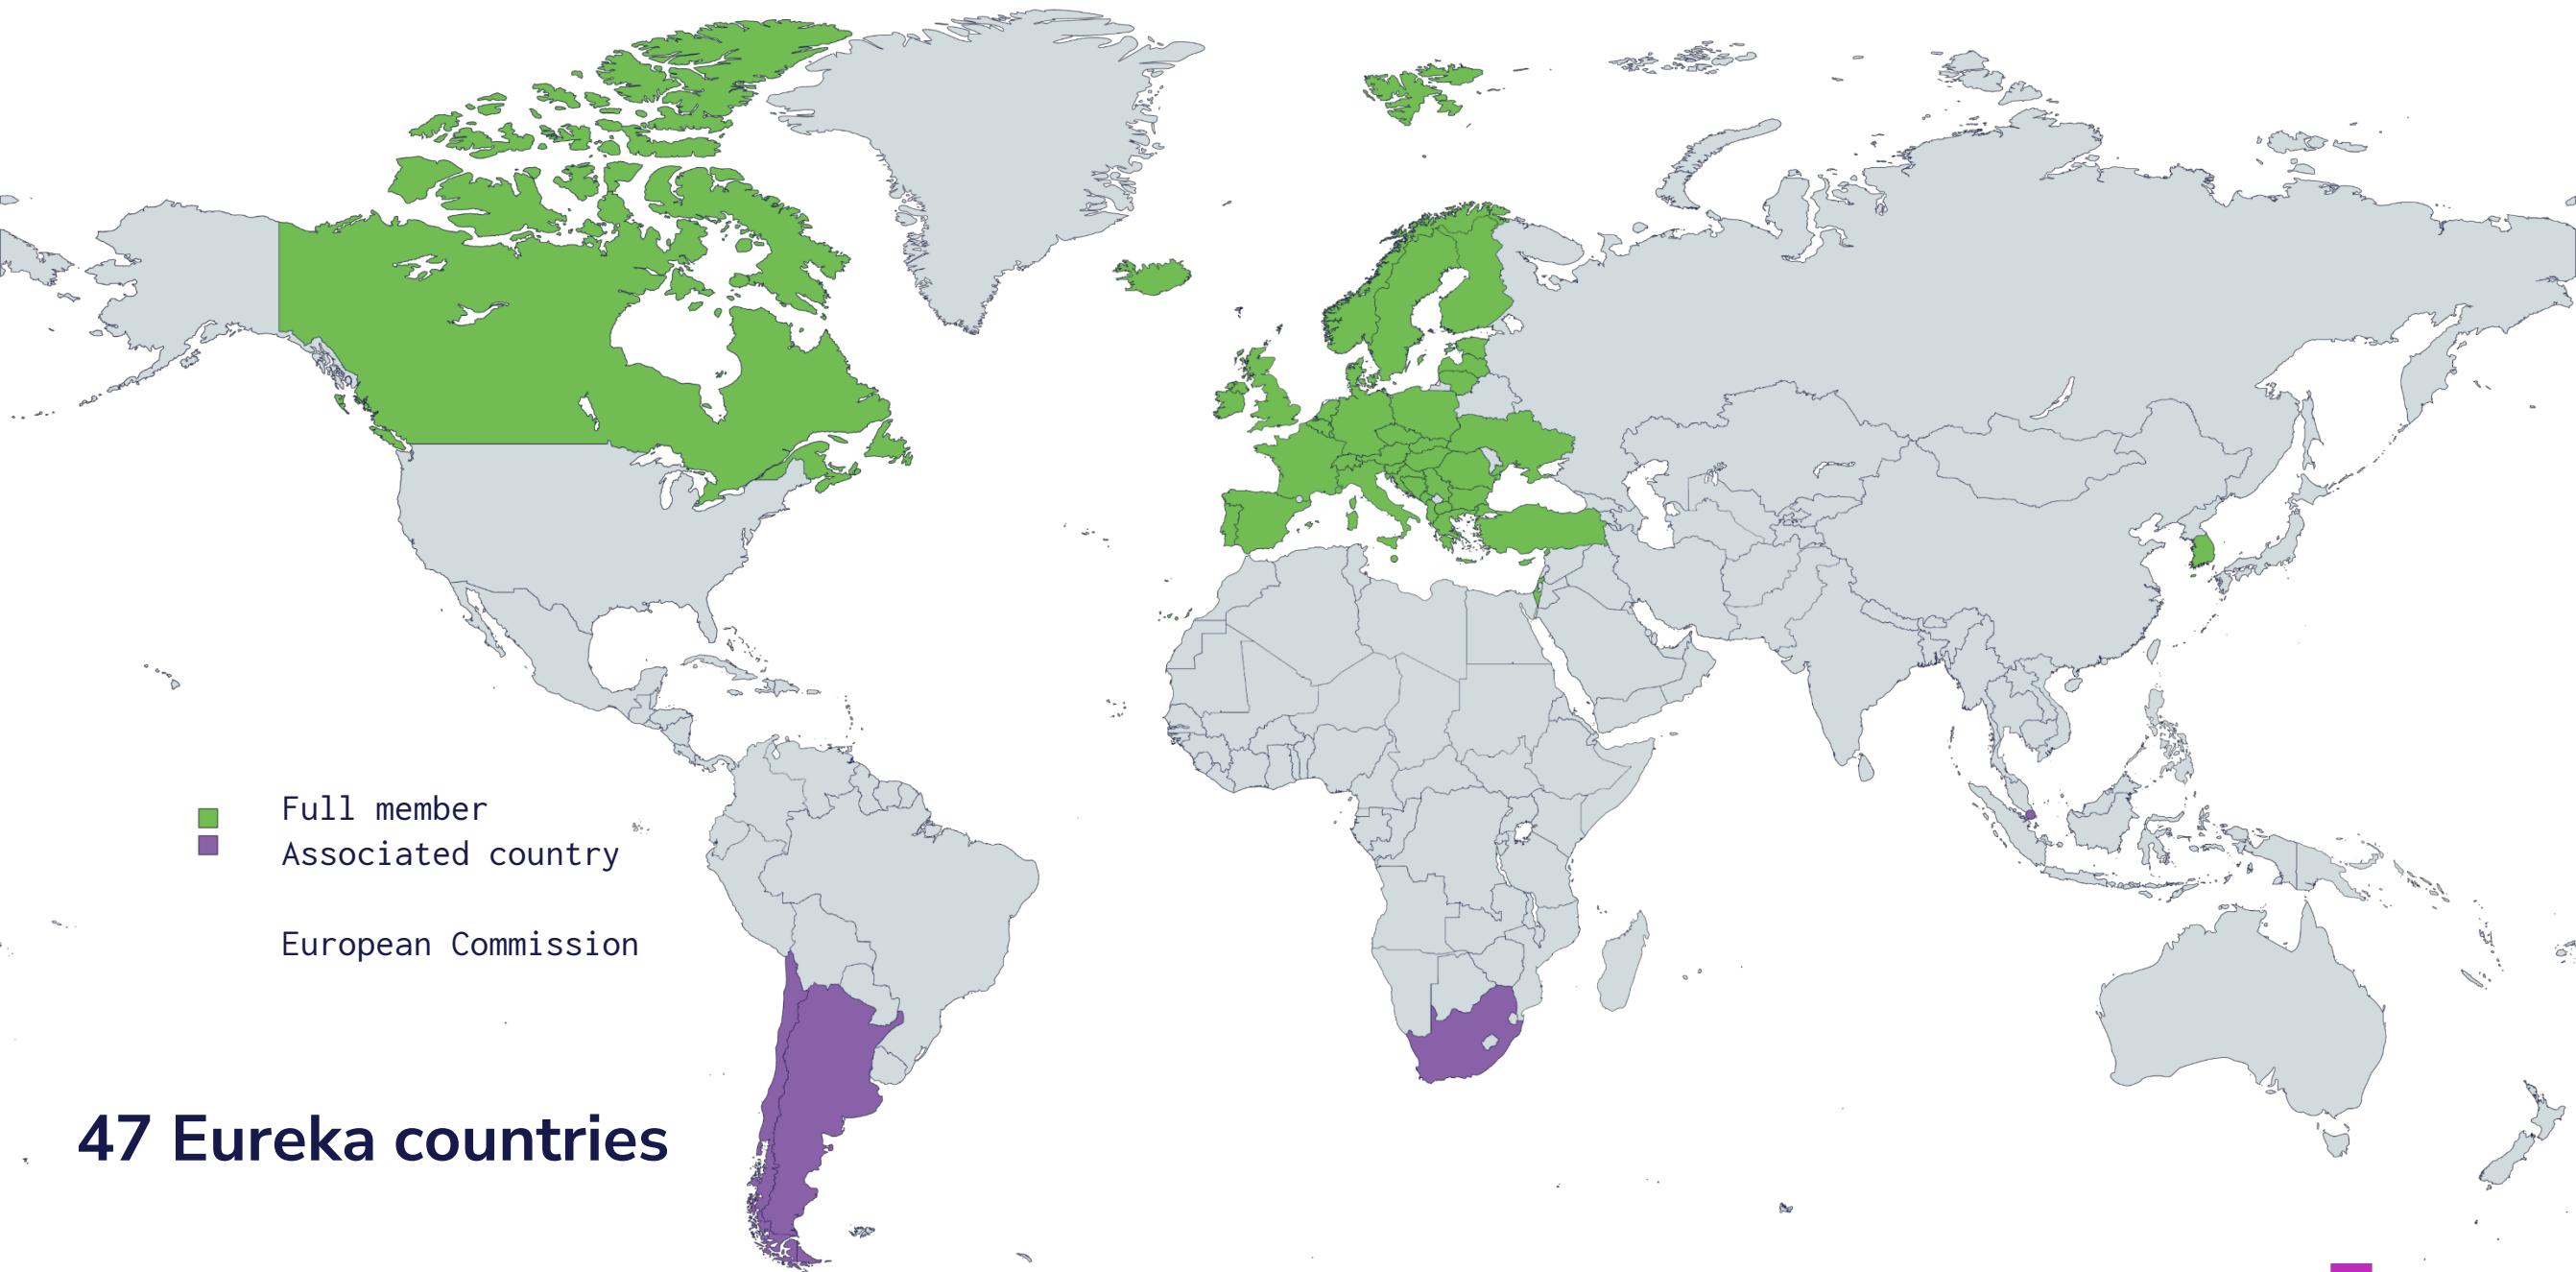 Full member
Associated country
European Commission
47 Eureka countries